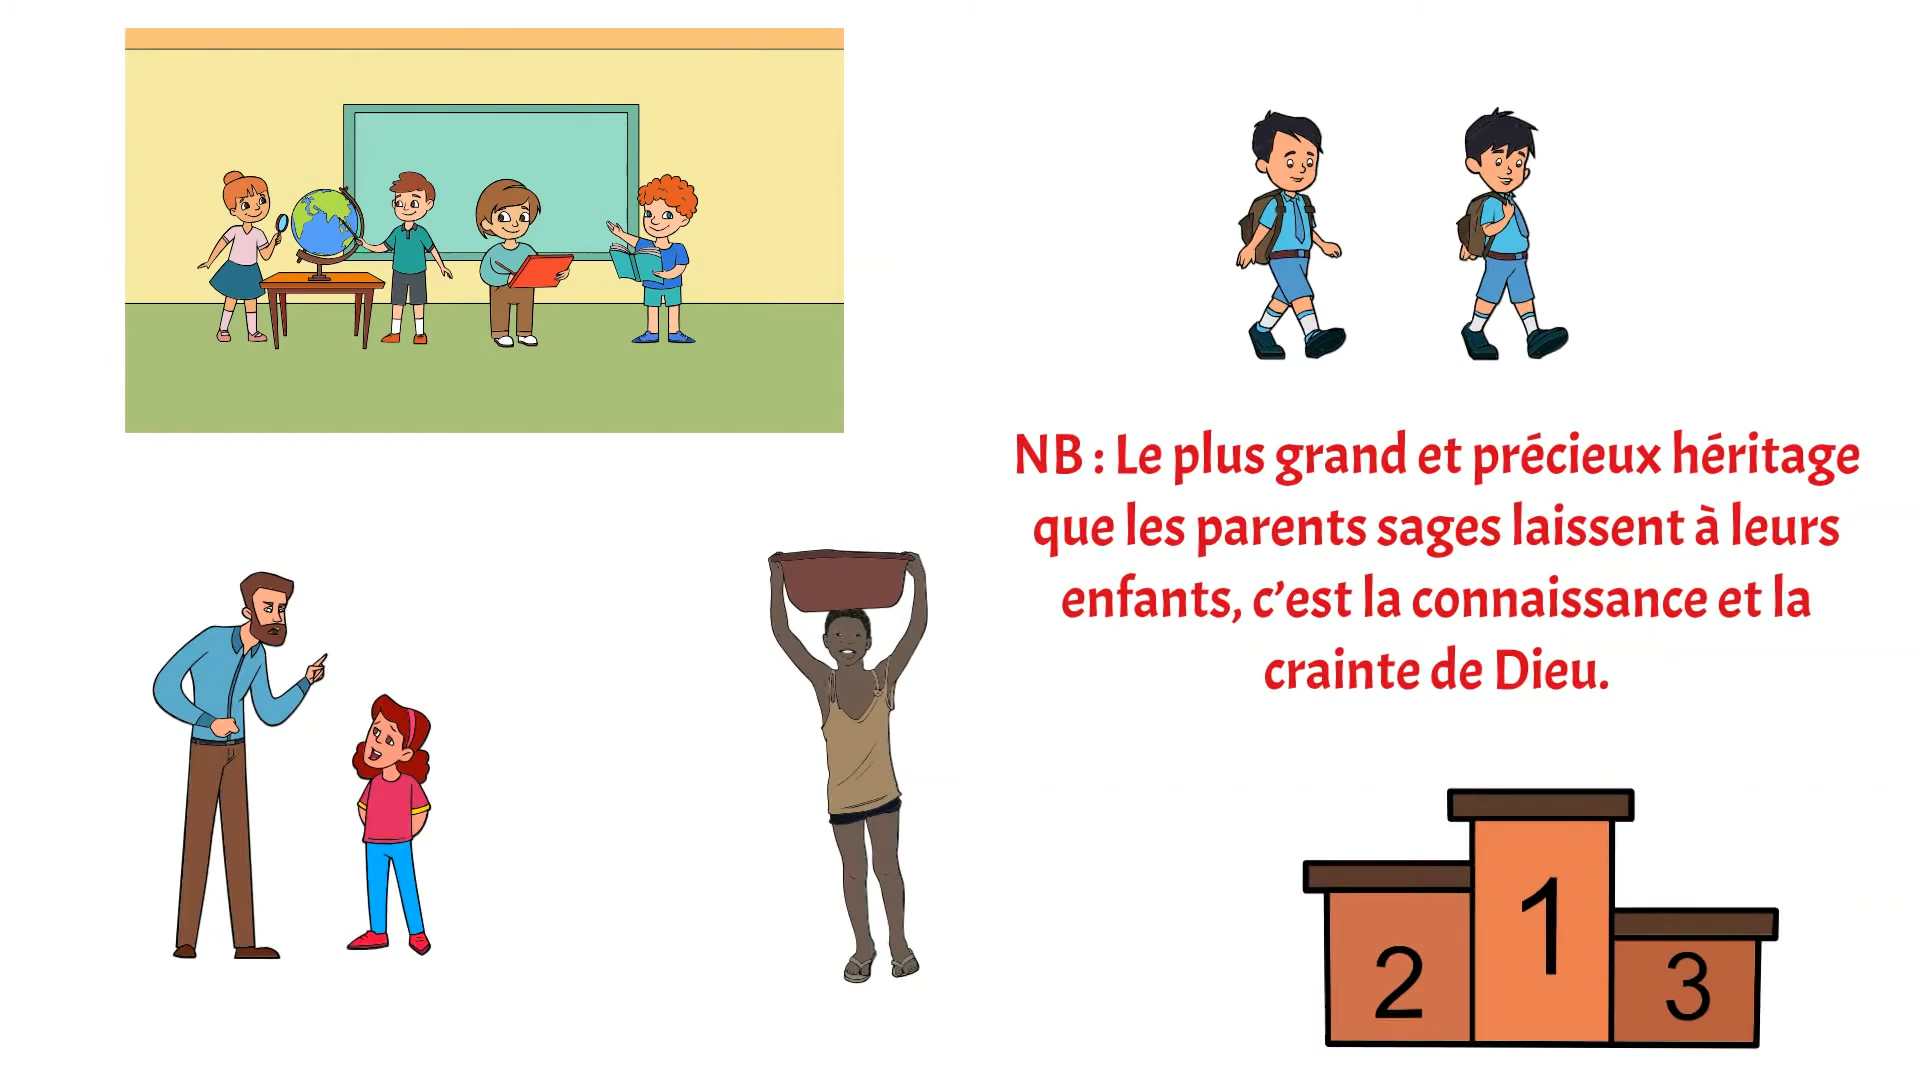 NB : Le plus grand et précieux héritage
que les parents sages laissent à leurs
enfants, c’est la connaissance et la
crainte de Dieu.
1
2
3